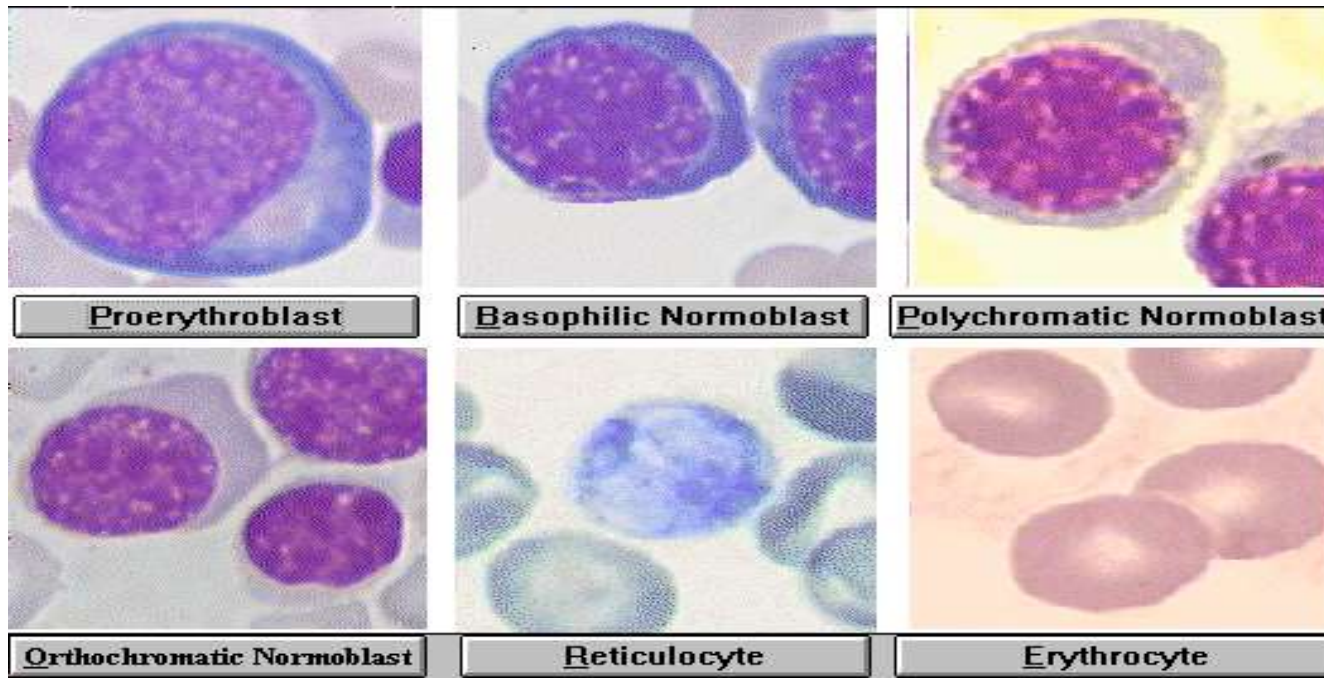 Proerythroblast
Basophilic Normoblast
Polychromatic Normoblast
Orthochromatic Normoblast
Reticulocyte
Erythrocyte